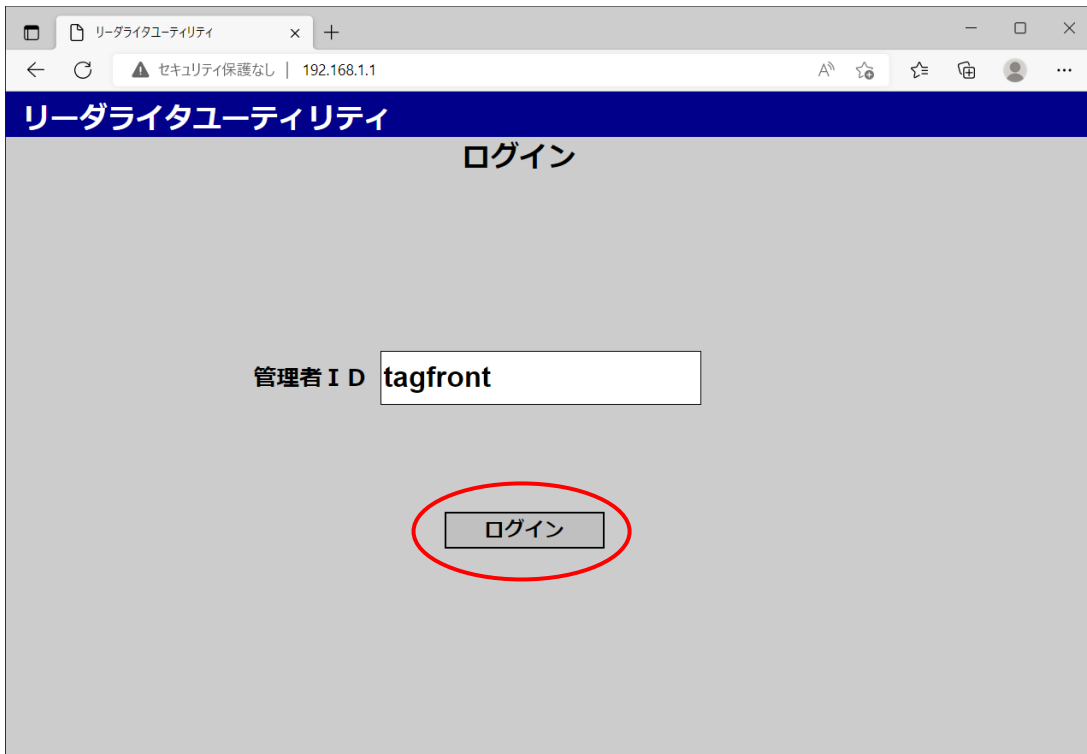 リーダライタユーティリティ
セキュリティ保護なし | 192.168.1.1
リーダライタユーティリティ
ログイン
管理者ＩＤ tagfront
ログイン